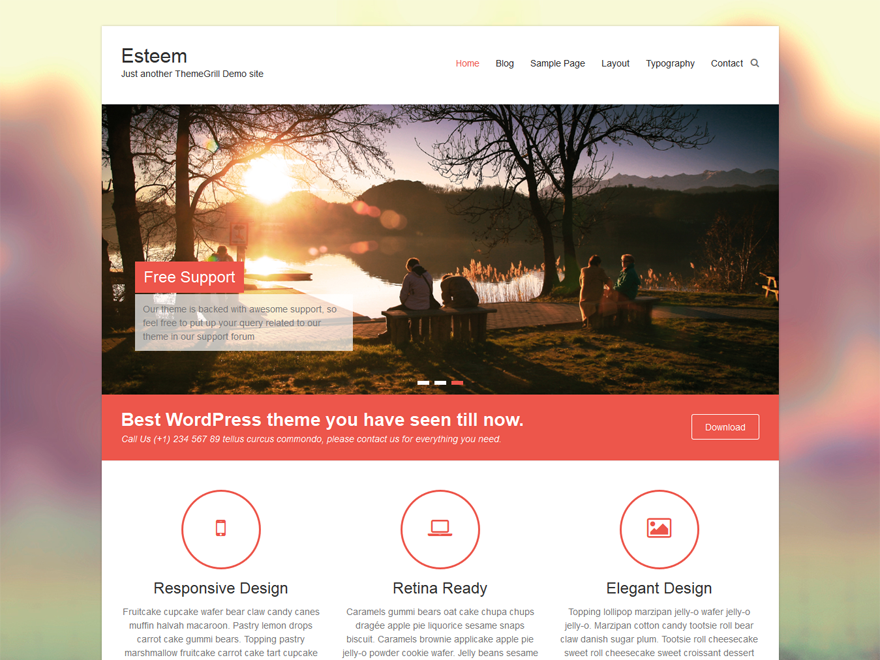 Esteem
Just another ThemeGrill Demo site
Home Blog Sample Page Layout Typography Contact
Free Support
Our theme is backed with awesome support, so
feel free to put up your query related to our
theme in our support forum
Best WordPress theme you have seen till now.
Call Us (+1) 234 567 89 tellus curcus commondo, please contact us for everything you need.
Download
Responsive Design
Fruitcake cupcake wafer bear claw candy canes
muffin halvah macaroon. Pastry lemon drops
carrot cake gummi bears. Topping pastry
marshmallow fruitcake carrot cake tart cupcake
Retina Ready
Caramels gummi bears oat cake chupa chups
dragée apple pie liquorice sesame snaps
biscuit. Caramels brownie applicake apple pie
jelly-o powder cookie wafer. Jelly beans sesame
Elegant Design
Topping lollipop marzipan jelly-o wafer jelly-o
jelly-o. Marzipan cotton candy tootsie roll bear
claw danish sugar plum. Tootsie roll cheesecake
sweet roll cheesecake sweet croissant dessert